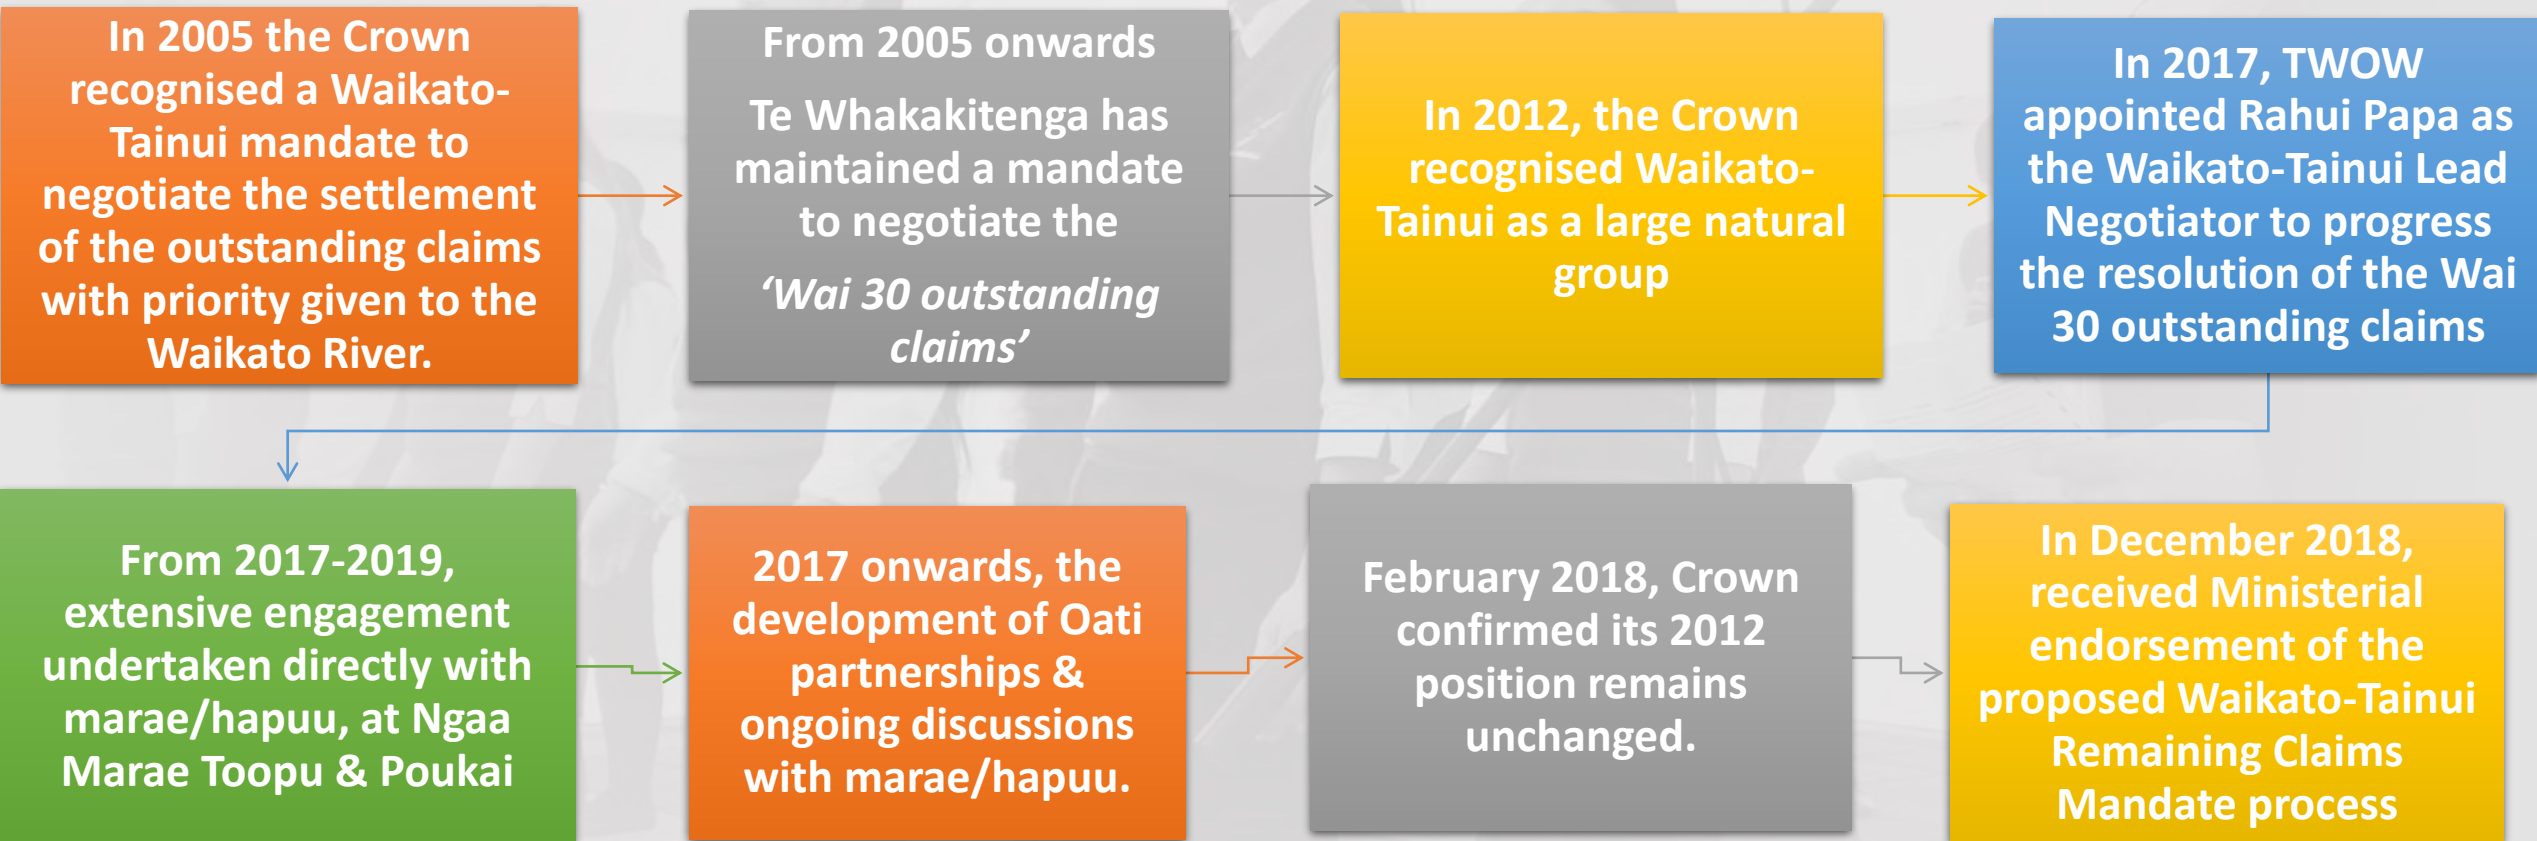 In 2005 the Crown
recognised a Waikato-
Tainui mandate to
negotiate the settlement
of the outstanding claims
with priority given to the
Waikato River.
From 2005 onwards
Te Whakakitenga has
maintained a mandate
to negotiate the
‘Wai 30 outstanding
claims’
In 2012, the Crown
recognised Waikato-
Tainui as a large natural
group
In 2017, TWOW
appointed Rahui Papa as
the Waikato-Tainui Lead
Negotiator to progress
the resolution of the Wai
30 outstanding claims
From 2017-2019,
extensive engagement
undertaken directly with
marae/hapuu, at Ngaa
Marae Toopu & Poukai
2017 onwards, the
development of Oati
partnerships &
ongoing discussions
with marae/hapuu.
February 2018, Crown
confirmed its 2012
position remains
unchanged.
In December 2018,
received Ministerial
endorsement of the
proposed Waikato-Tainui
Remaining Claims
Mandate process